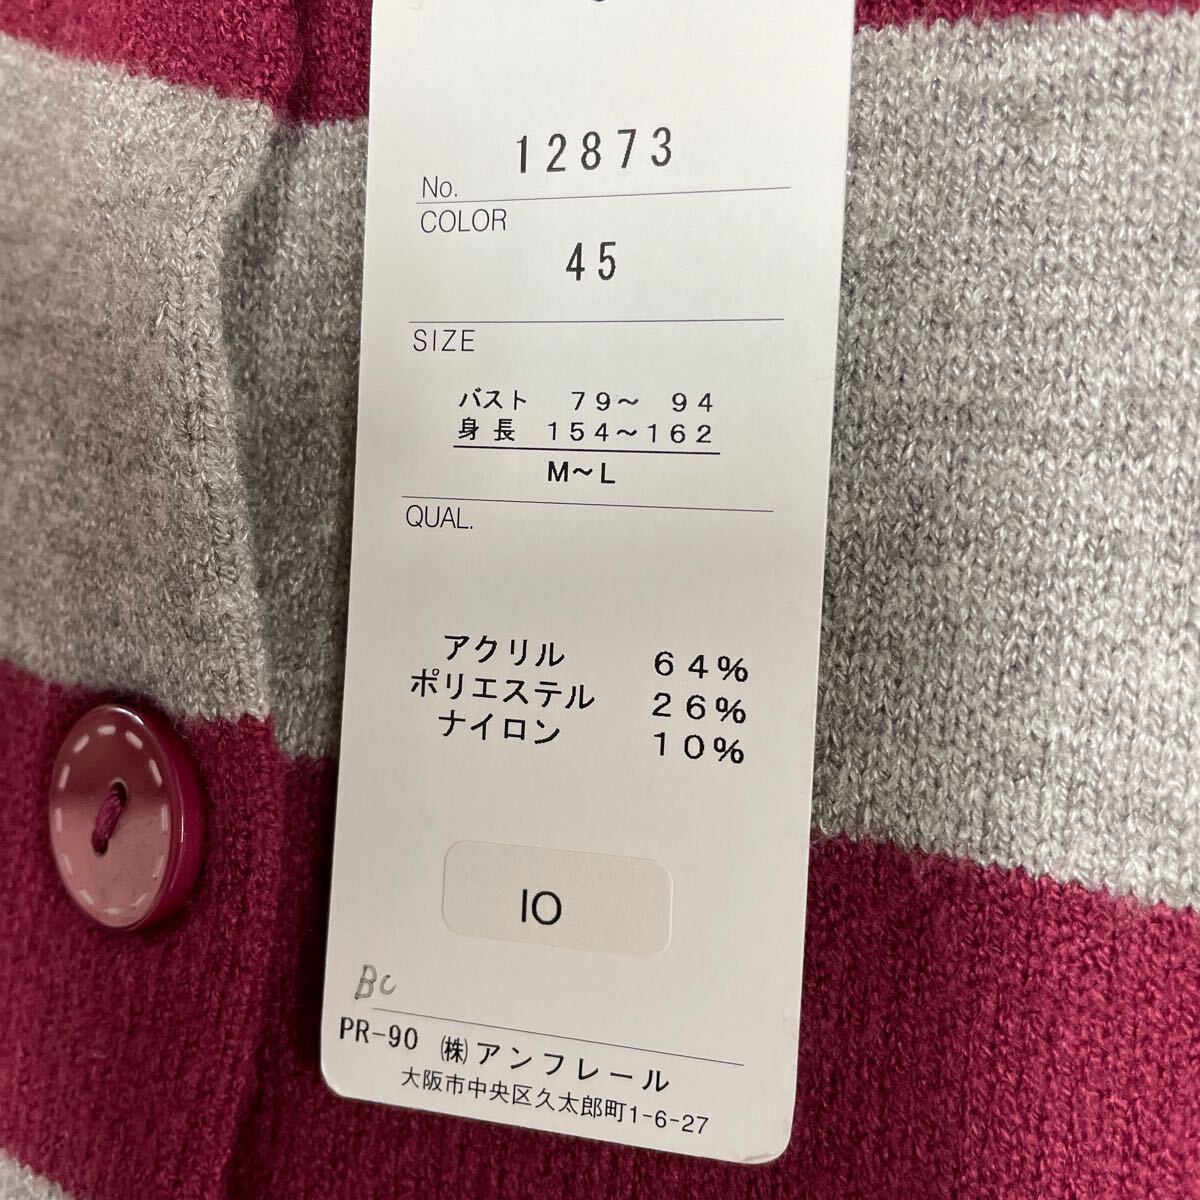 12873
No.
COLOR
45
SIZE
バスト 79～ 94
身長 154～162
M～L
QUAL.
アクリル 64%
ポリエステル 26%
ナイロン 10%
IO
BC
PR-90 ㈱アンフレール
大阪市中央区久太郎町1-6-27